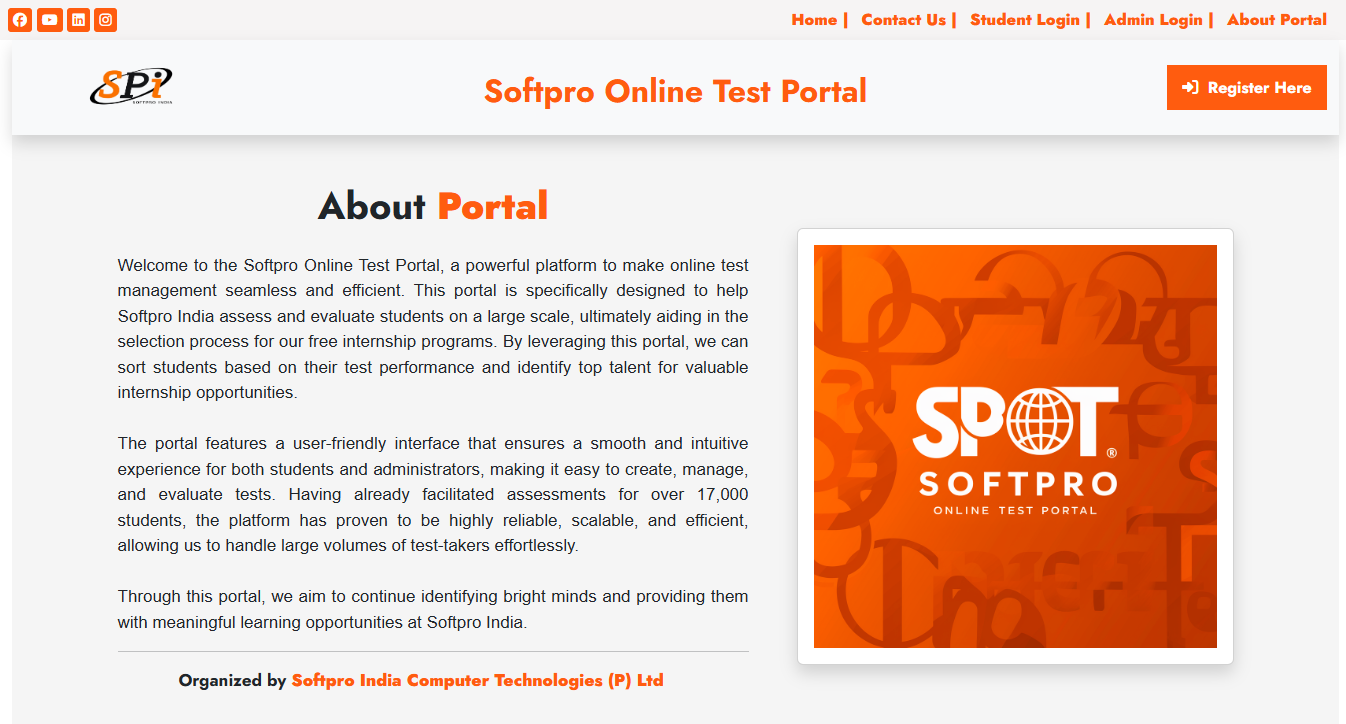 Home | Contact Us | Student Login | Admin Login | About Portal
SPi
SOFTPRO INDIA
Softpro Online Test Portal
Register Here
About Portal
Welcome to the Softpro Online Test Portal, a powerful platform to make online test
management seamless and efficient. This portal is specifically designed to help
Softpro India assess and evaluate students on a large scale, ultimately aiding in the
selection process for our free internship programs. By leveraging this portal, we can
sort students based on their test performance and identify top talent for valuable
internship opportunities.
The portal features a user-friendly interface that ensures a smooth and intuitive
experience for both students and administrators, making it easy to create, manage,
and evaluate tests. Having already facilitated assessments for over 17,000
students, the platform has proven to be highly reliable, scalable, and efficient,
allowing us to handle large volumes of test-takers effortlessly.
Through this portal, we aim to continue identifying bright minds and providing them
with meaningful learning opportunities at Softpro India.
Organized by Softpro India Computer Technologies (P) Ltd
SPOT®
SOFTPRO
ONLINE TEST PORTAL